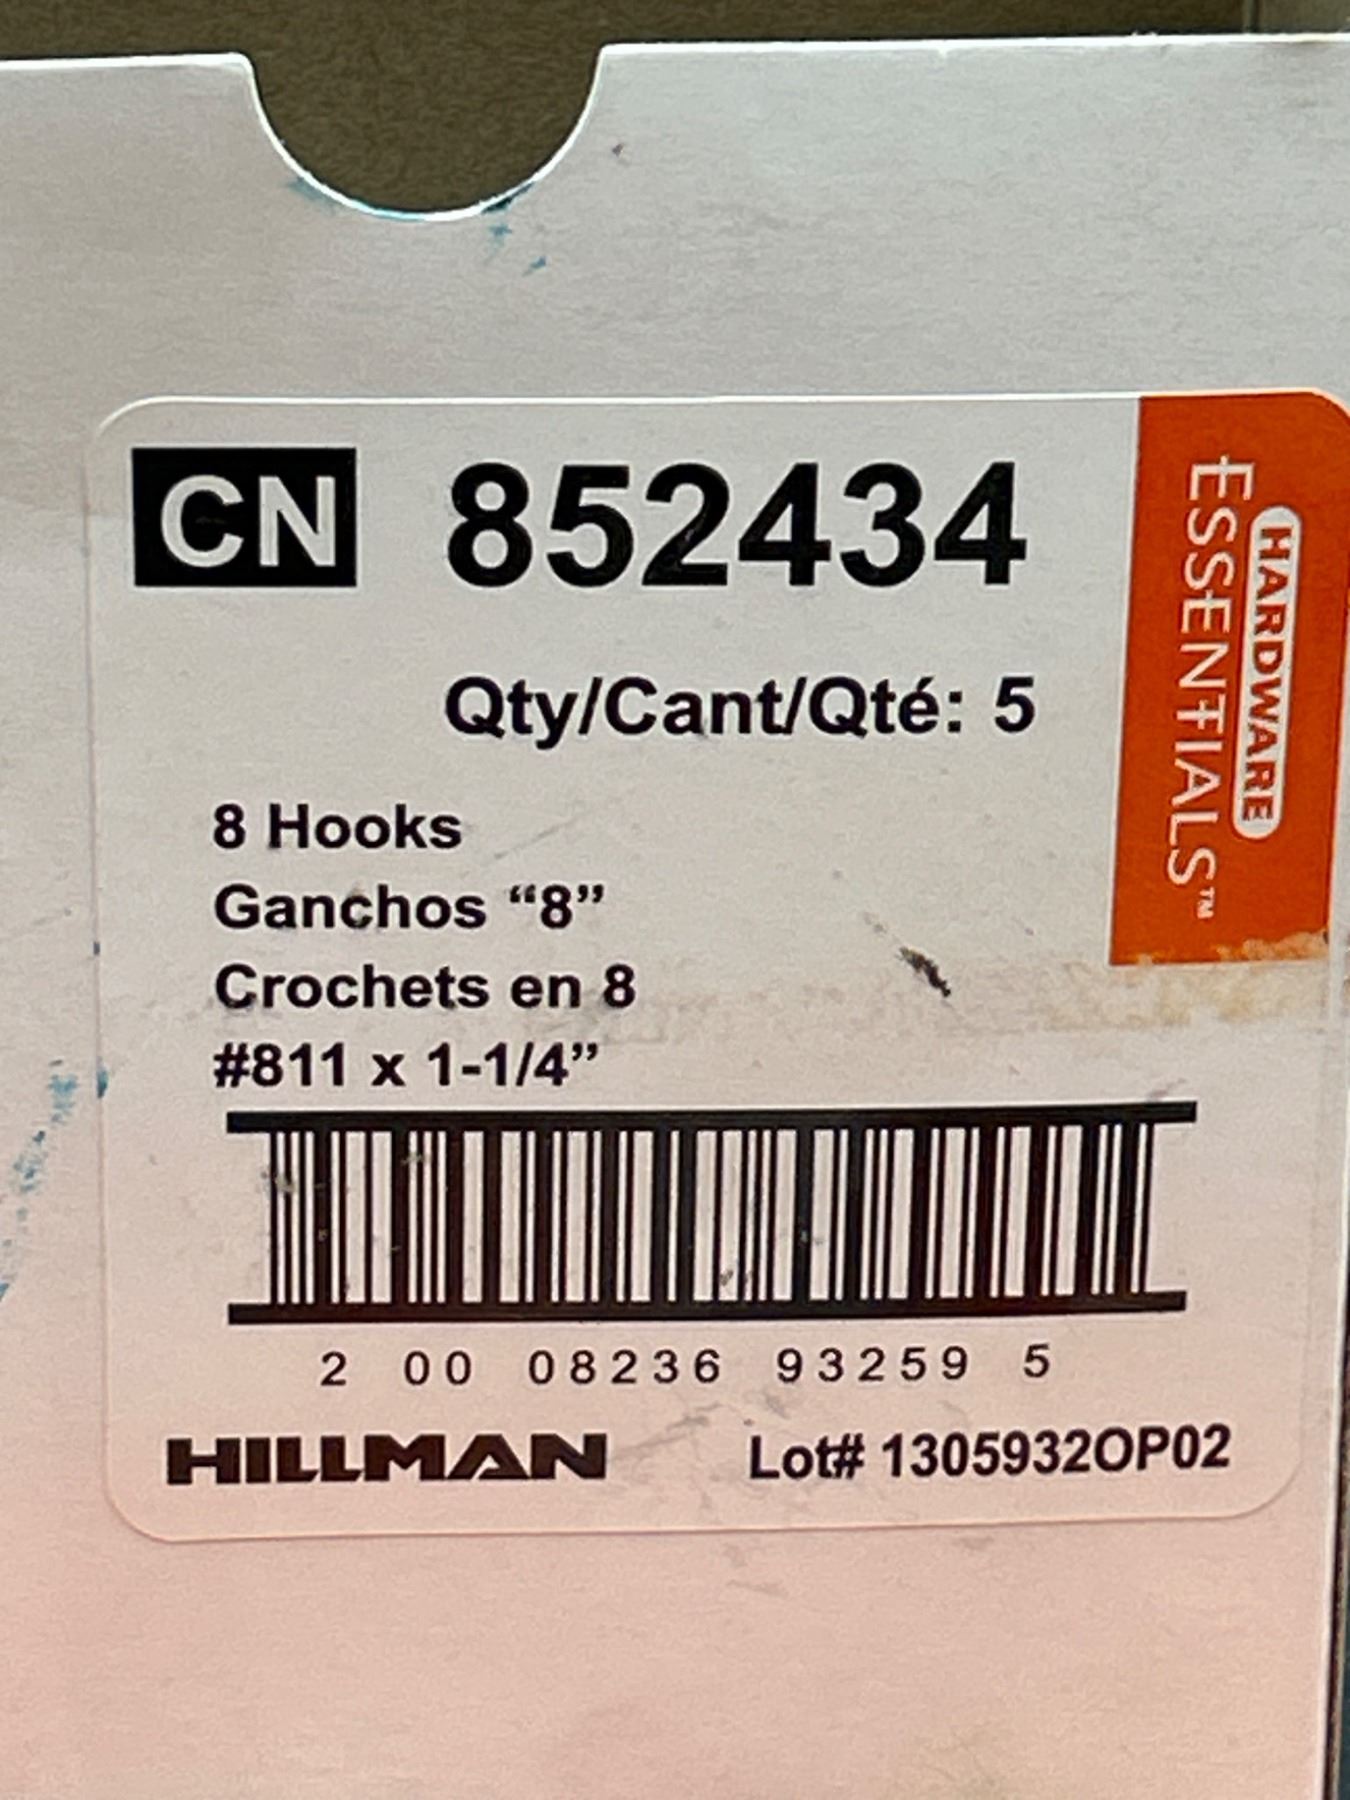 CN 852434
HARDWARE
ESSENTIALS™
Qty/Cant/Qté: 5
8 Hooks
Ganchos “8”
Crochets en 8
#811 x 1-1/4”
2 00 08236 93259 5
HILLMAN Lot# 1305932OP02